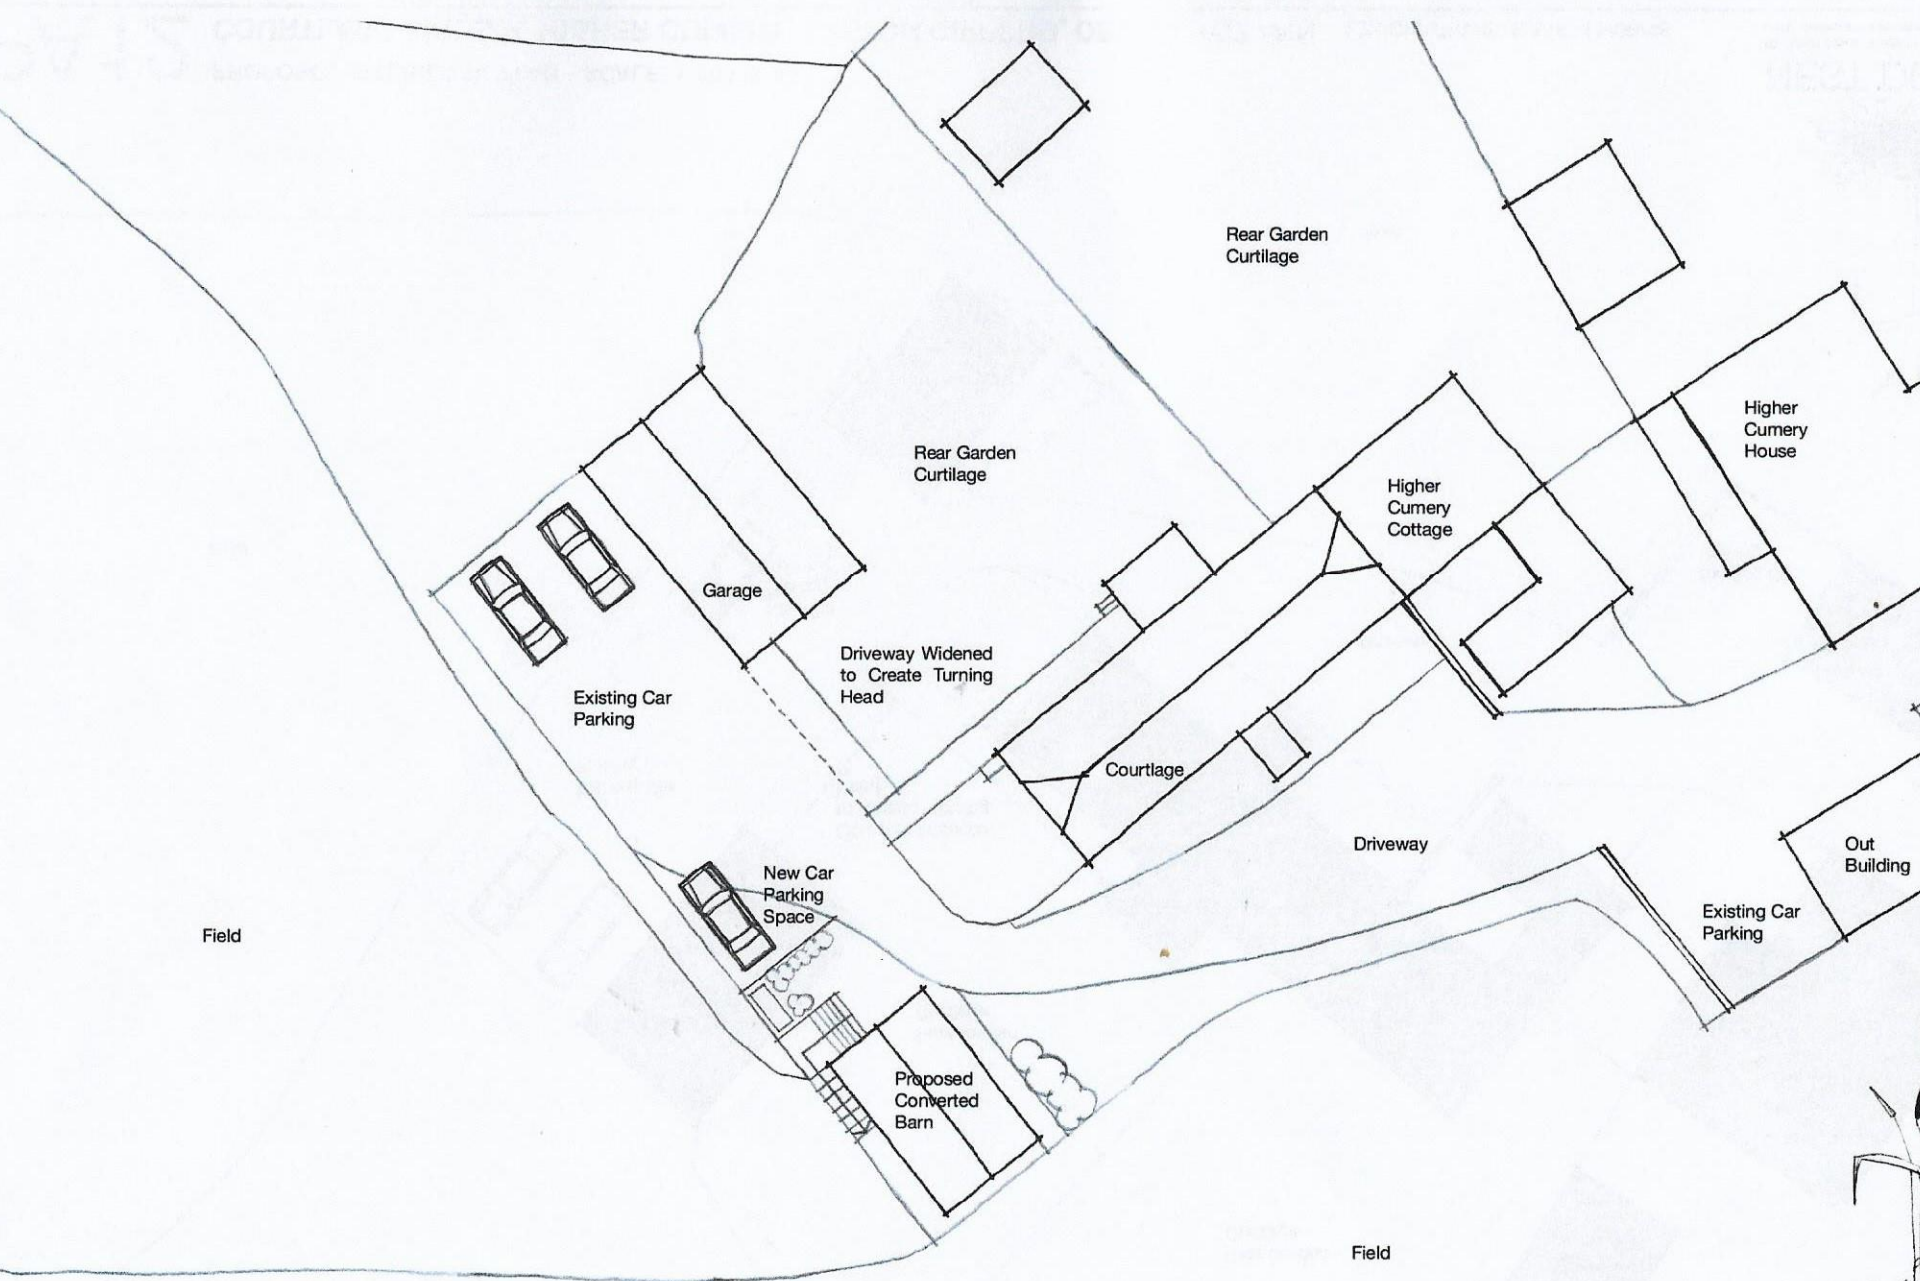 Rear Garden
Curtilage
Higher
Cumery
House
Rear Garden
Curtilage
Higher
Cumery
Cottage
Garage
Driveway Widened
to Create Turning
Head
Existing Car
Parking
Courtlage
Driveway
Out
Building
New Car
Parking
Space
Existing Car
Parking
Field
Proposed
Converted
Barn
Field